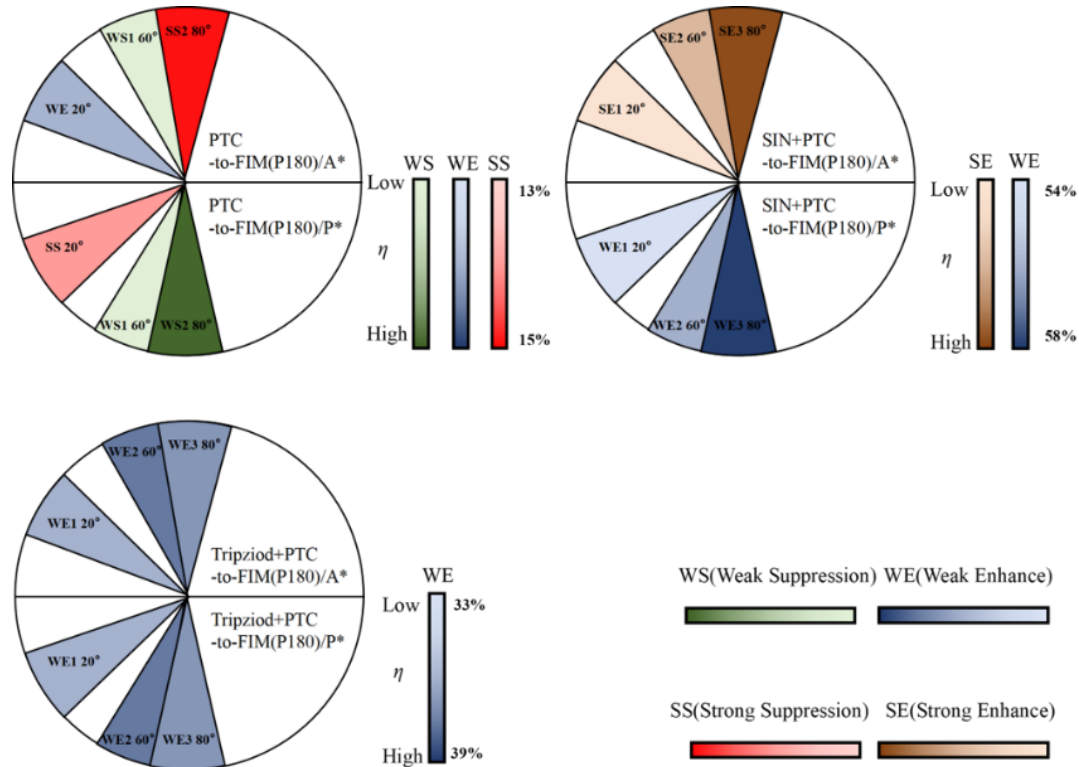 WS1 60°
SS2 80°
WE 20°
PTC
-to-FIM(P180)/A*
PTC
-to-FIM(P180)/P*
SS 20°
WS1 60°
WS2 80°
WS WE SS
Low
13%
η
High
15%
SE2 60°
SE3 80°
SE1 20°
SIN+PTC
-to-FIM(P180)/A*
SIN+PTC
-to-FIM(P180)/P*
WE1 20°
WE2 60°
WE3 80°
SE WE
Low
54%
η
High
58%
WE2 60°
WE3 80°
WE1 20°
Tripziod+PTC
-to-FIM(P180)/A*
Tripziod+PTC
-to-FIM(P180)/P*
WE1 20°
WE2 60°
WE3 80°
WE
Low
33%
η
High
39%
WS(Weak Suppression)
WE(Weak Enhance)
SS(Strong Suppression)
SE(Strong Enhance)